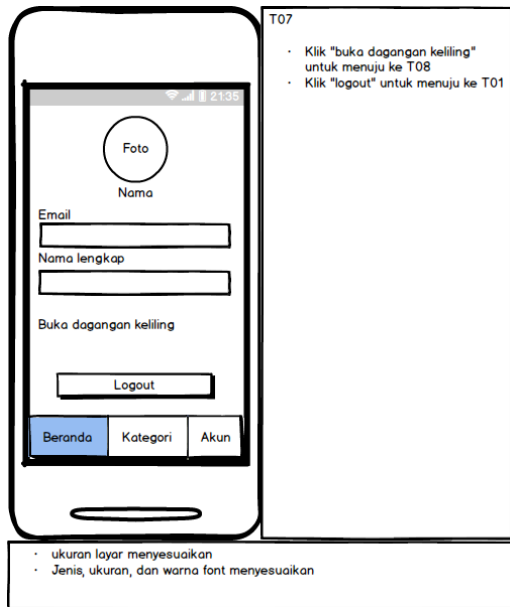 T07
· Klik "buka dagangan keliling"
untuk menuju ke T08
· Klik "logout" untuk menuju ke T01
21:35
Foto
Nama
Email
Nama lengkap
Buka dagangan keliling
Logout
Beranda Kategori Akun
· ukuran layar menyesuaikan
· Jenis, ukuran, dan warna font menyesuaikan